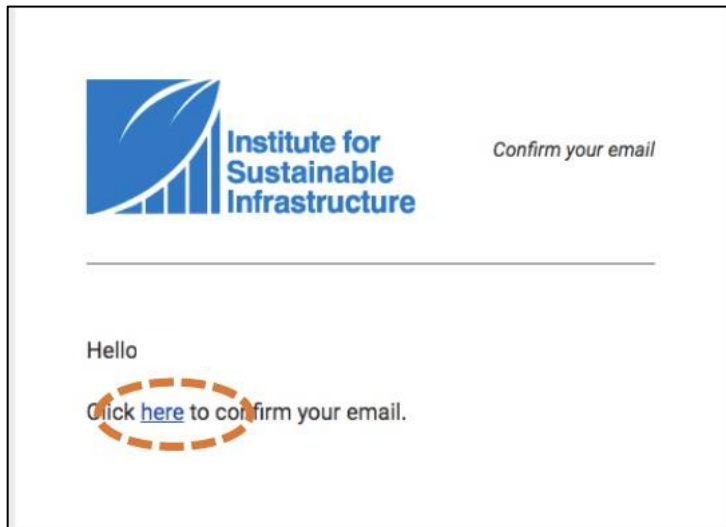 Institute for
Sustainable
Infrastructure
Confirm your email
Hello
Click here to confirm your email.